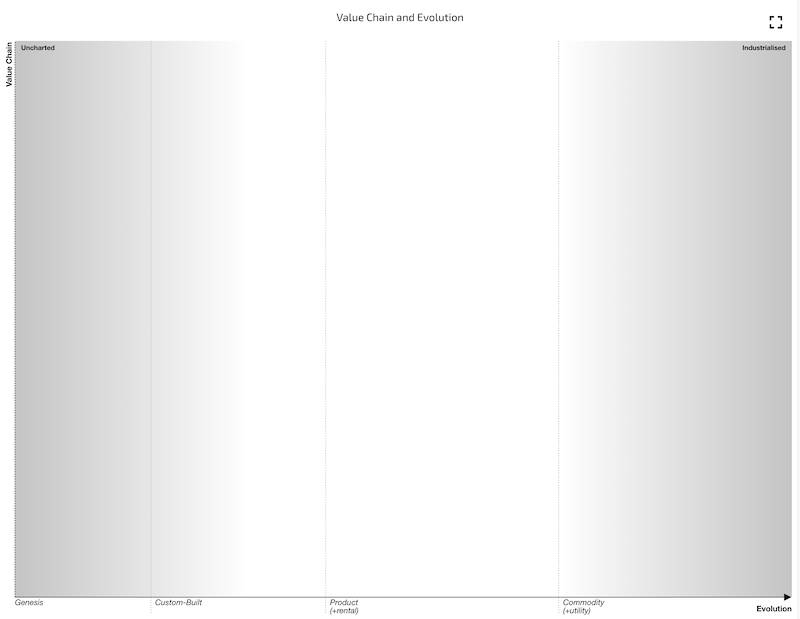 Value Chain and Evolution
Value Chain
Uncharted
Industrialised
Genesis
Custom-Built
Product
(+rental)
Commodity
(+utility)
Evolution